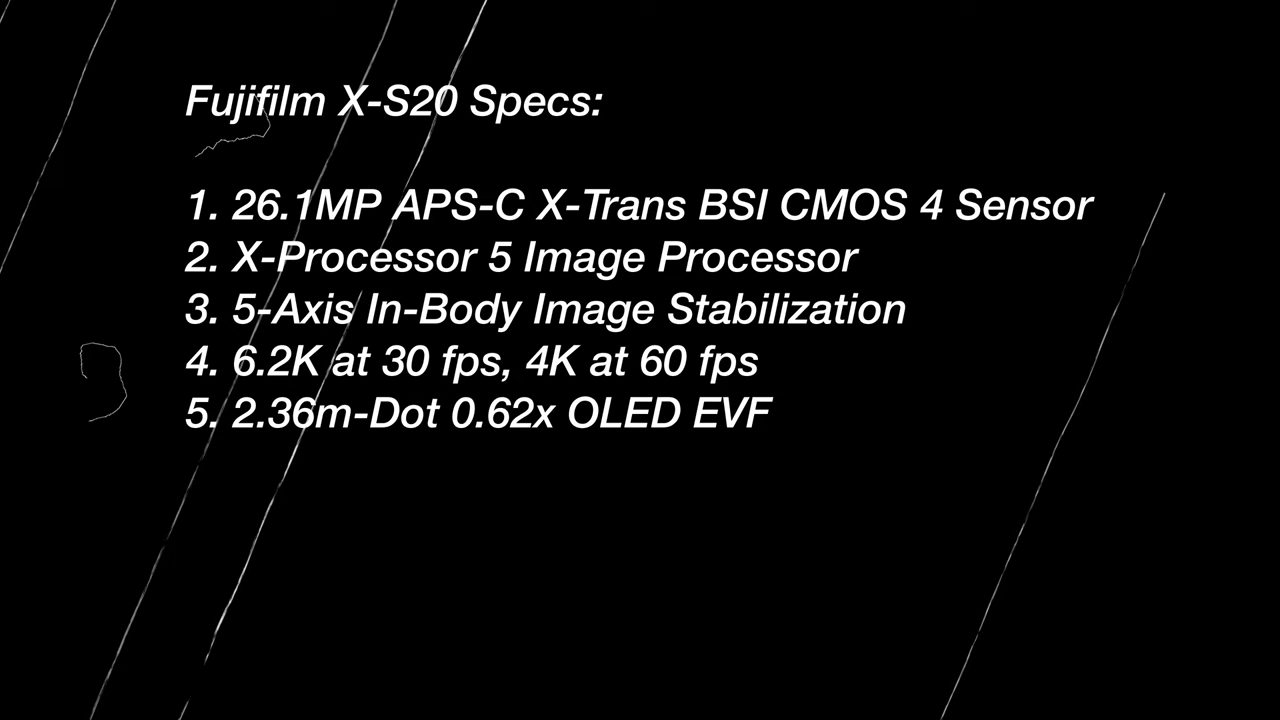 Fujifilm X-S20 Specs:
1. 26.1MP APS-C X-Trans BSI CMOS 4 Sensor
2. X-Processor 5 Image Processor
3. 5-Axis In-Body Image Stabilization
4. 6.2K at 30 fps, 4K at 60 fps
5. 2.36m-Dot 0.62x OLED EVF